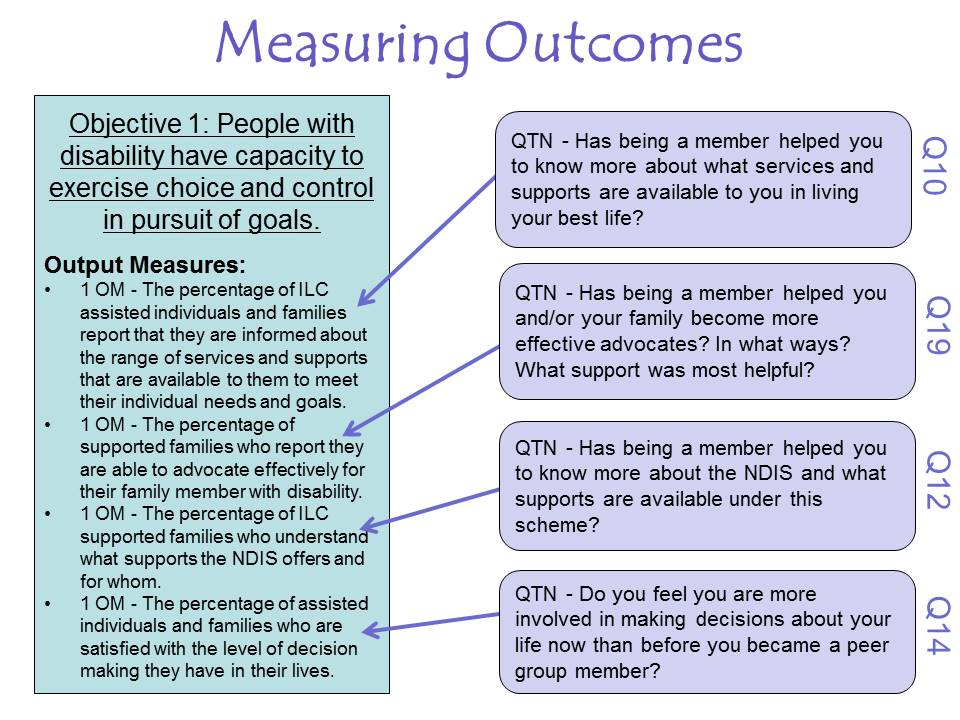 Measuring Outcomes
Objective 1: People with
disability have capacity to
exercise choice and control
in pursuit of goals.
Output Measures:
• 1 OM - The percentage of ILC
assisted individuals and families
report that they are informed about
the range of services and supports
that are available to them to meet
their individual needs and goals.
• 1 OM - The percentage of
supported families who report they
are able to advocate effectively for
their family member with disability.
• 1 OM - The percentage of ILC
supported families who understand
what supports the NDIS offers and
for whom.
• 1 OM - The percentage of assisted
individuals and families who are
satisfied with the level of decision
making they have in their lives.
QTN - Has being a member helped you
to know more about what services and
supports are available to you in living
your best life?
Q10
QTN - Has being a member helped you
and/or your family become more
effective advocates? In what ways?
What support was most helpful?
Q19
QTN - Has being a member helped you
to know more about the NDIS and what
supports are available under this
scheme?
Q12
QTN - Do you feel you are more
involved in making decisions about your
life now than before you became a peer
group member?
Q14